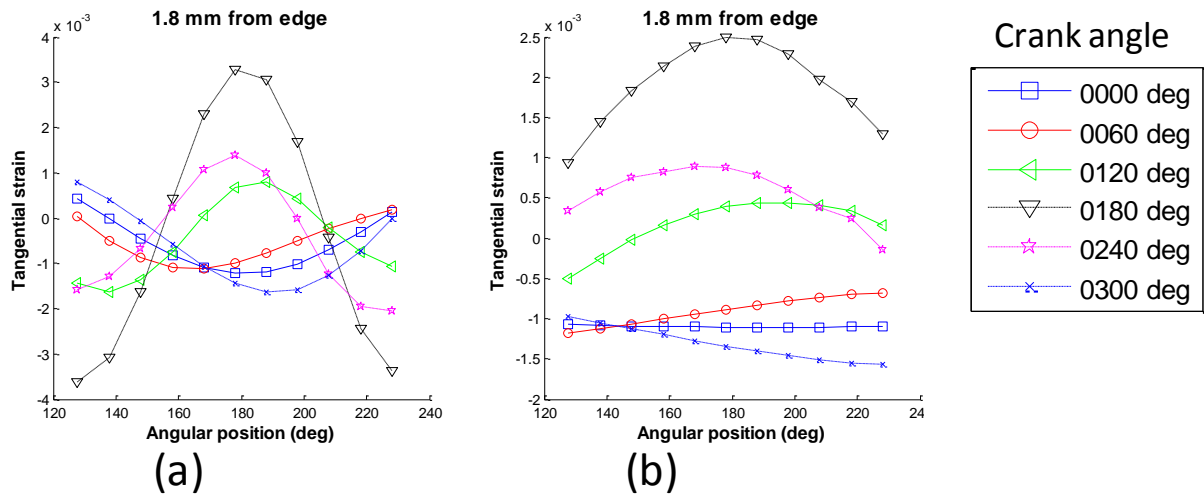 1.8 mm from edge
x 10⁻³
4
3
2
1
0
-1
-2
-3
-4
120
140
160
180
200
220
240
Tangential strain
Angular position (deg)
(a)
1.8 mm from edge
x 10⁻³
2.5
2
1.5
1
0.5
0
-0.5
-1
-1.5
-2
120
140
160
180
200
220
24
Tangential strain
Angular position (deg)
(b)
Crank angle
0000 deg
0060 deg
0120 deg
0180 deg
0240 deg
0300 deg